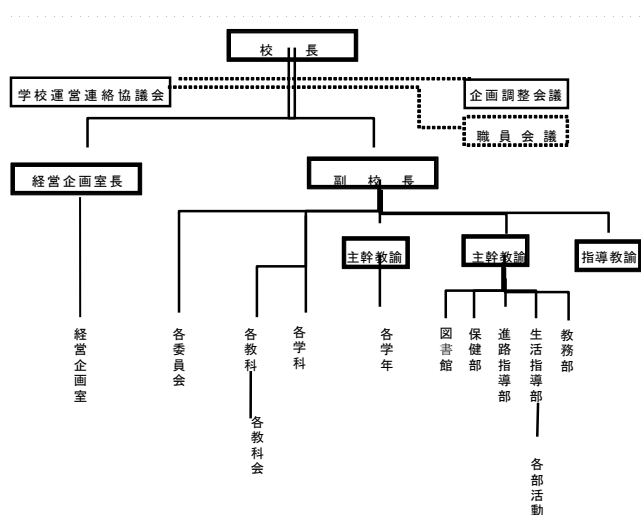 校長
学校運営連絡協議会
企画調整会議
職員会議
経営企画室長
副校長
主幹教諭
主幹教諭
指導教諭
経営企画室
各委員会
各教科
各学科
各学年
図書館
保健部
進路指導部
生活指導部
教務部
各教科会
各部活動